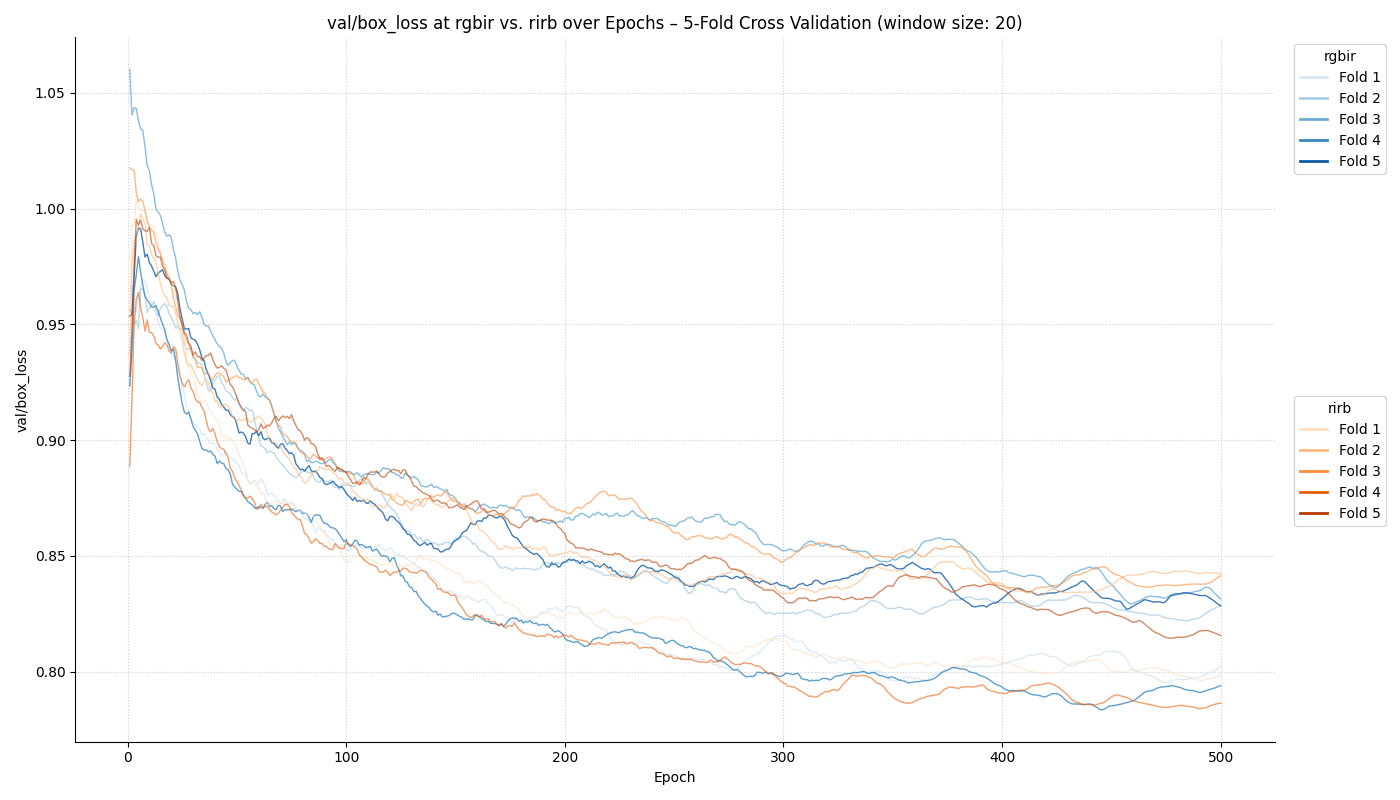 val/box_loss at rgbir vs. rirb over Epochs – 5-Fold Cross Validation (window size: 20)
val/box_loss
1.05
1.00
0.95
0.90
0.85
0.80
0
100
200
300
400
500
Epoch
rgbir
Fold 1
Fold 2
Fold 3
Fold 4
Fold 5
rirb
Fold 1
Fold 2
Fold 3
Fold 4
Fold 5